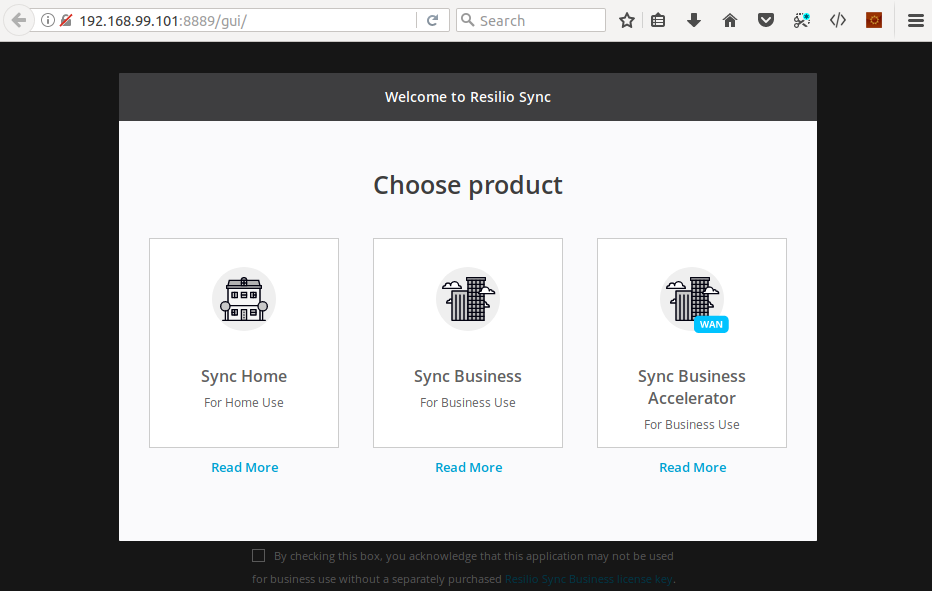 192.168.99.101:8889/gui/
Search
Welcome to Resilio Sync
Choose product
WAN
Sync Home
For Home Use
Read More
Sync Business
For Business Use
Read More
Sync Business
Accelerator
For Business Use
Read More
By checking this box, you acknowledge that this application may not be used
for business use without a separately purchased Resilio Sync Business license key.